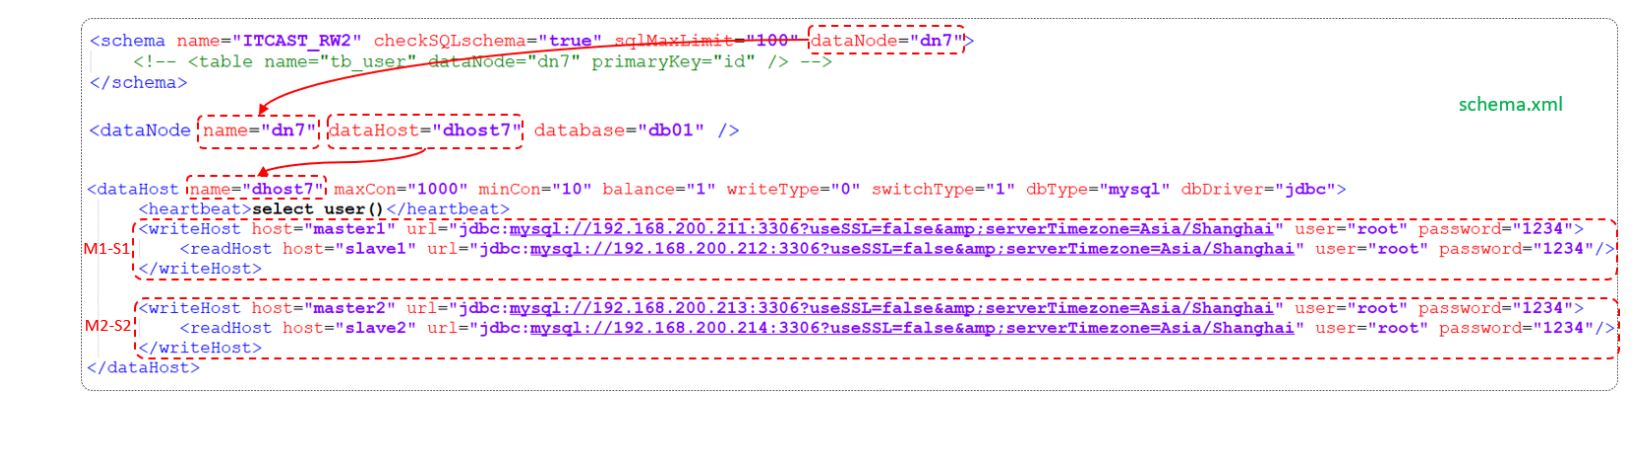 <schema name="ITCAST_RW2" checkSQLschema="true" sqlMaxLimit="100" dataNode="dn7">
<!-- <table name="tb_user" dataNode="dn7" primaryKey="id" /> -->
</schema>
schema.xml
<dataNode name="dn7" dataHost="dhost7" database="db01" />
<dataHost name="dhost7" maxCon="1000" minCon="10" balance="1" writeType="0" switchType="1" dbType="mysql" dbDriver="jdbc">
<heartbeat>select user()</heartbeat>
<writeHost host="master1" url="jdbc:mysql://192.168.200.211:3306?useSSL=false&amp;serverTimezone=Asia/Shanghai" user="root" password="1234">
M1-S1 <readHost host="slave1" url="jdbc:mysql://192.168.200.212:3306?useSSL=false&amp;serverTimezone=Asia/Shanghai" user="root" password="1234"/>
</writeHost>
<writeHost host="master2" url="jdbc:mysql://192.168.200.213:3306?useSSL=false&amp;serverTimezone=Asia/Shanghai" user="root" password="1234">
M2-S2 <readHost host="slave2" url="jdbc:mysql://192.168.200.214:3306?useSSL=false&amp;serverTimezone=Asia/Shanghai" user="root" password="1234"/>
</writeHost>
</dataHost>